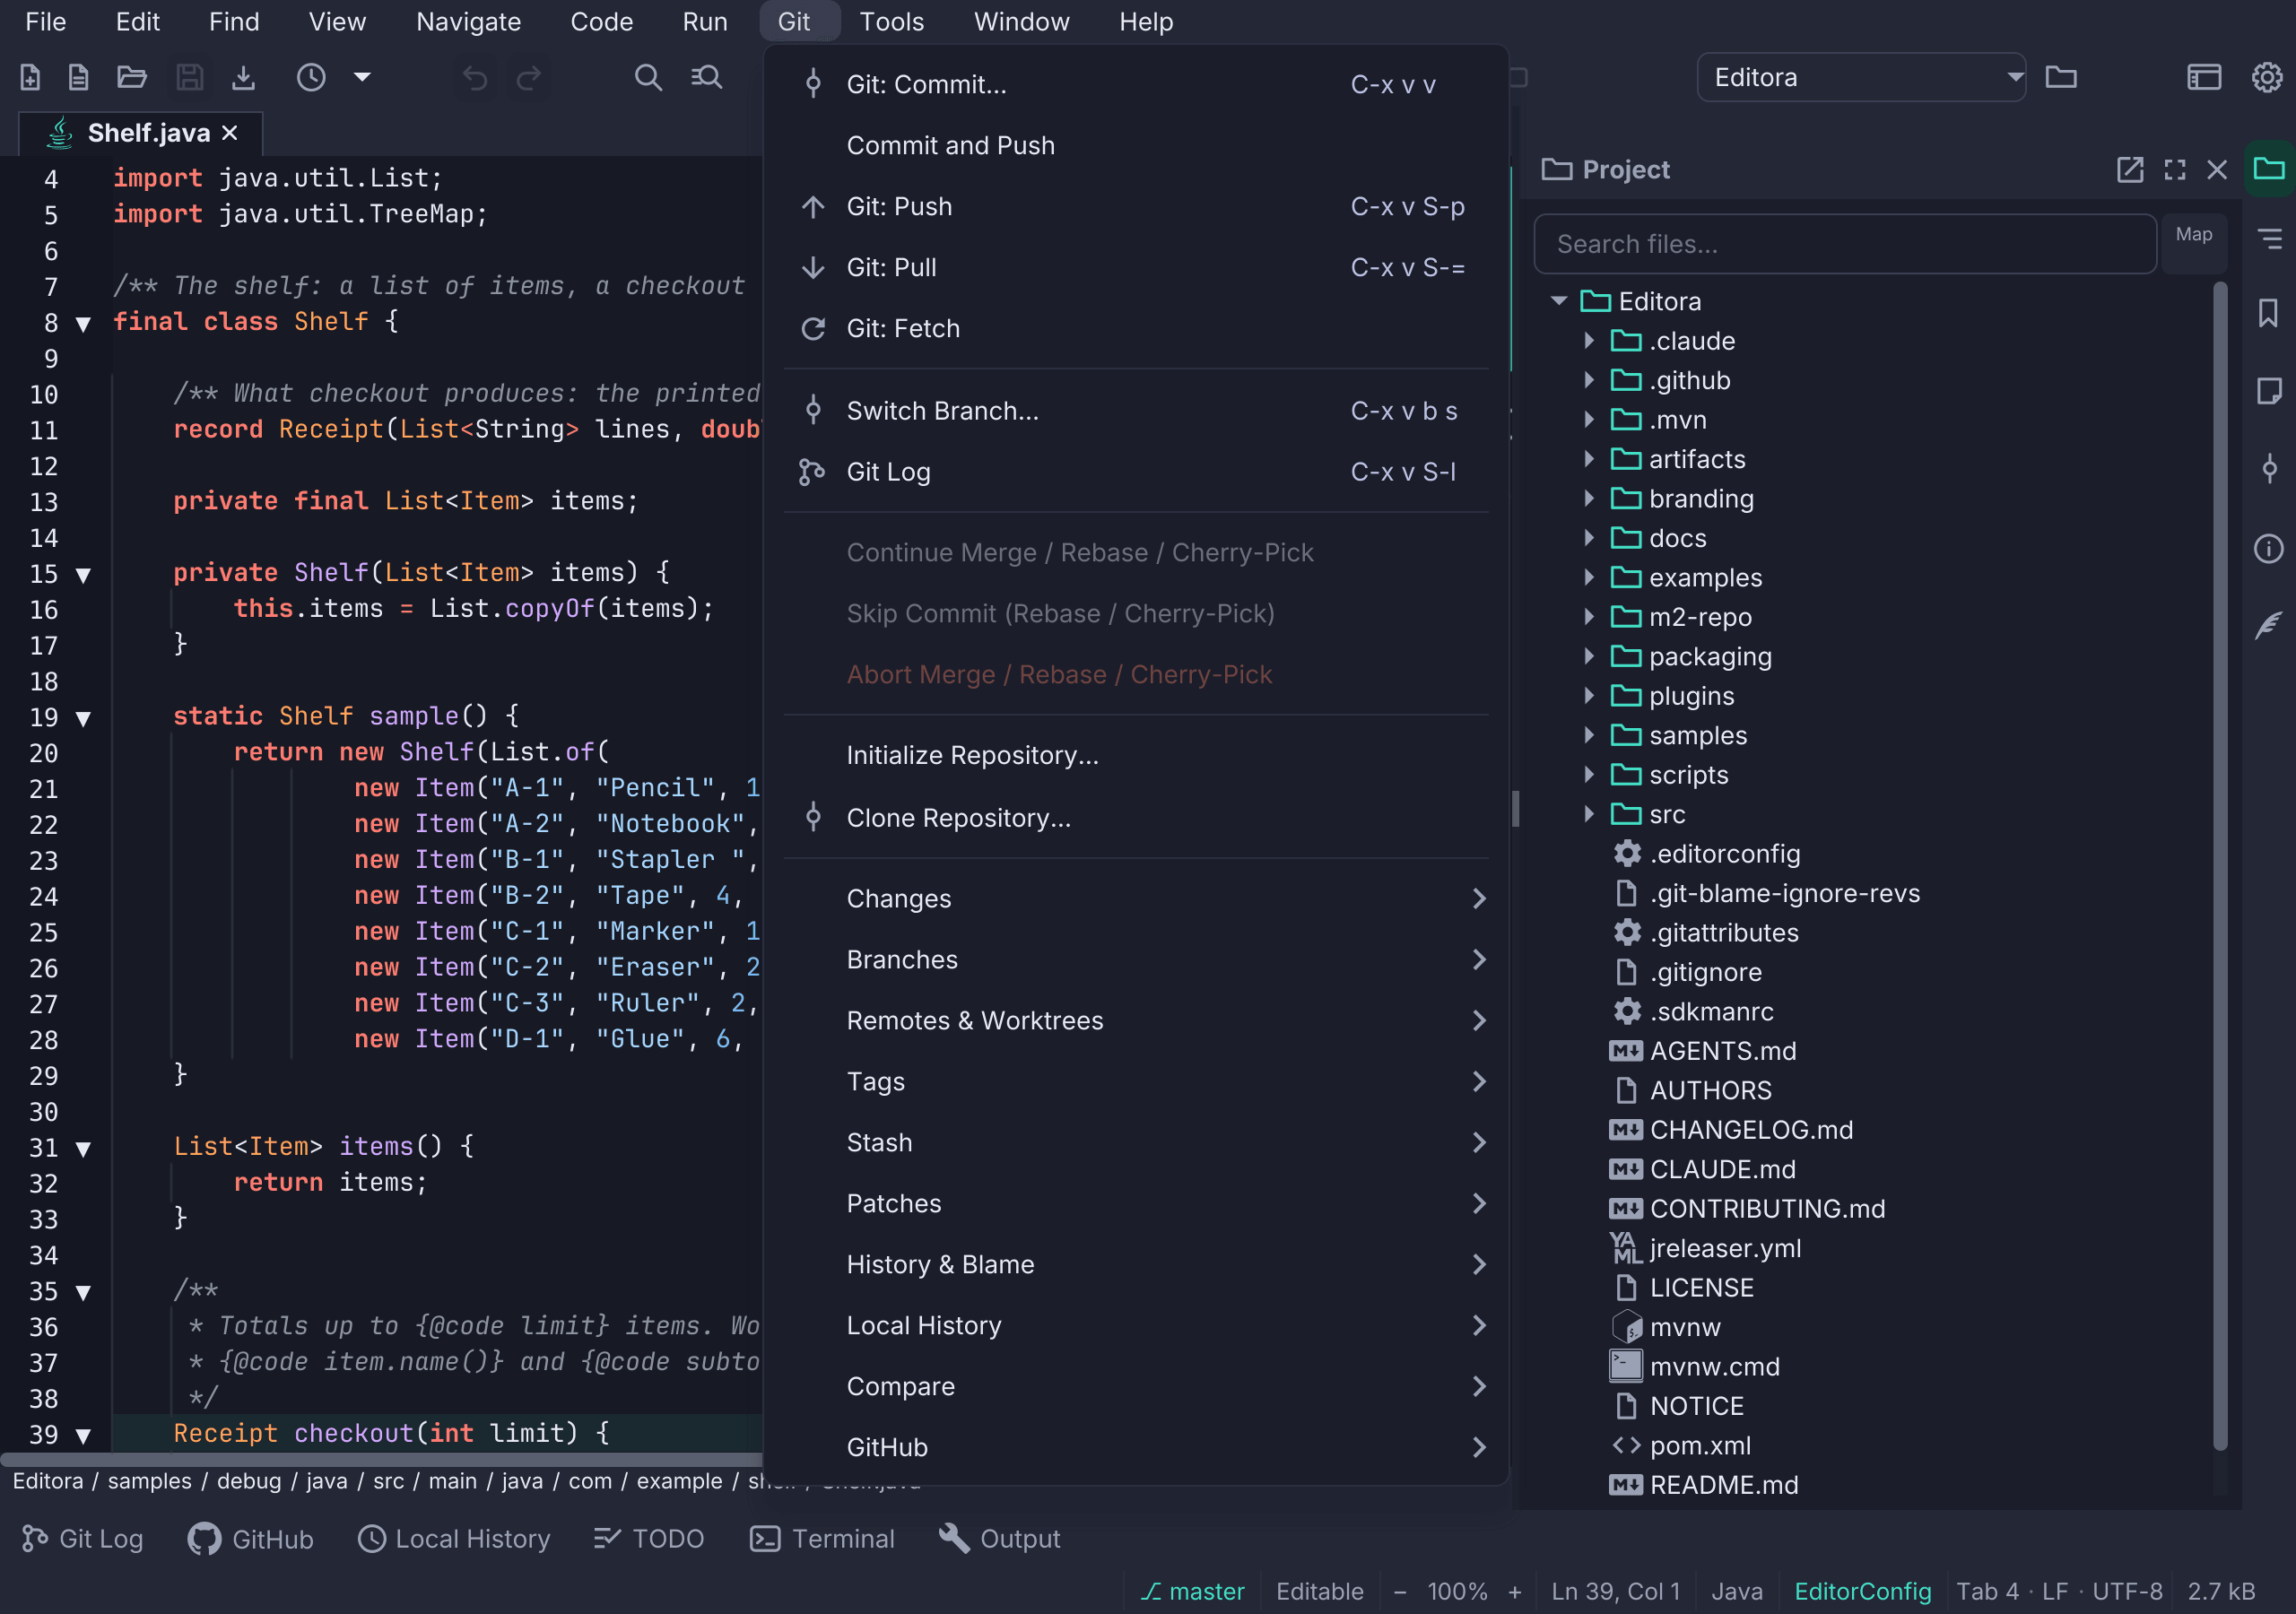 File Edit Find View Navigate Code Run Git Tools Window Help
Editora
Shelf.java
4 import java.util.List;
5 import java.util.TreeMap;
6
7 /** The shelf: a list of items, a checkout
8 final class Shelf {
9
10 /** What checkout produces: the printed
11 record Receipt(List<String> lines, doub
12
13 private final List<Item> items;
14
15 private Shelf(List<Item> items) {
16 this.items = List.copyOf(items);
17 }
18
19 static Shelf sample() {
20 return new Shelf(List.of(
21 new Item("A-1", "Pencil", 1
22 new Item("A-2", "Notebook",
23 new Item("B-1", "Stapler ",
24 new Item("B-2", "Tape", 4,
25 new Item("C-1", "Marker", 1
26 new Item("C-2", "Eraser", 2
27 new Item("C-3", "Ruler", 2,
28 new Item("D-1", "Glue", 6,
29 }
30
31 List<Item> items() {
32 return items;
33 }
34
35 /**
36 * Totals up to {@code limit} items. Wo
37 * {@code item.name()} and {@code subto
38 */
39 Receipt checkout(int limit) {
Editora / samples / debug / java / src / main / java / com / example /
Git: Commit... C-x v v
Commit and Push
Git: Push C-x v S-p
Git: Pull C-x v S-=
Git: Fetch
Switch Branch... C-x v b s
Git Log C-x v S-l
Continue Merge / Rebase / Cherry-Pick
Skip Commit (Rebase / Cherry-Pick)
Abort Merge / Rebase / Cherry-Pick
Initialize Repository...
Clone Repository...
Changes
Branches
Remotes & Worktrees
Tags
Stash
Patches
History & Blame
Local History
Compare
GitHub
Project
Search files...
Map
Editora
.claude
.github
.mvn
artifacts
branding
docs
examples
m2-repo
packaging
plugins
samples
scripts
src
.editorconfig
.git-blame-ignore-revs
.gitattributes
.gitignore
.sdkmanrc
AGENTS.md
AUTHORS
CHANGELOG.md
CLAUDE.md
CONTRIBUTING.md
jreleaser.yml
LICENSE
mvnw
mvnw.cmd
NOTICE
pom.xml
README.md
Git Log GitHub Local History TODO Terminal Output
master Editable − 100% + Ln 39, Col 1 Java EditorConfig Tab 4 · LF · UTF-8 2.7 kB